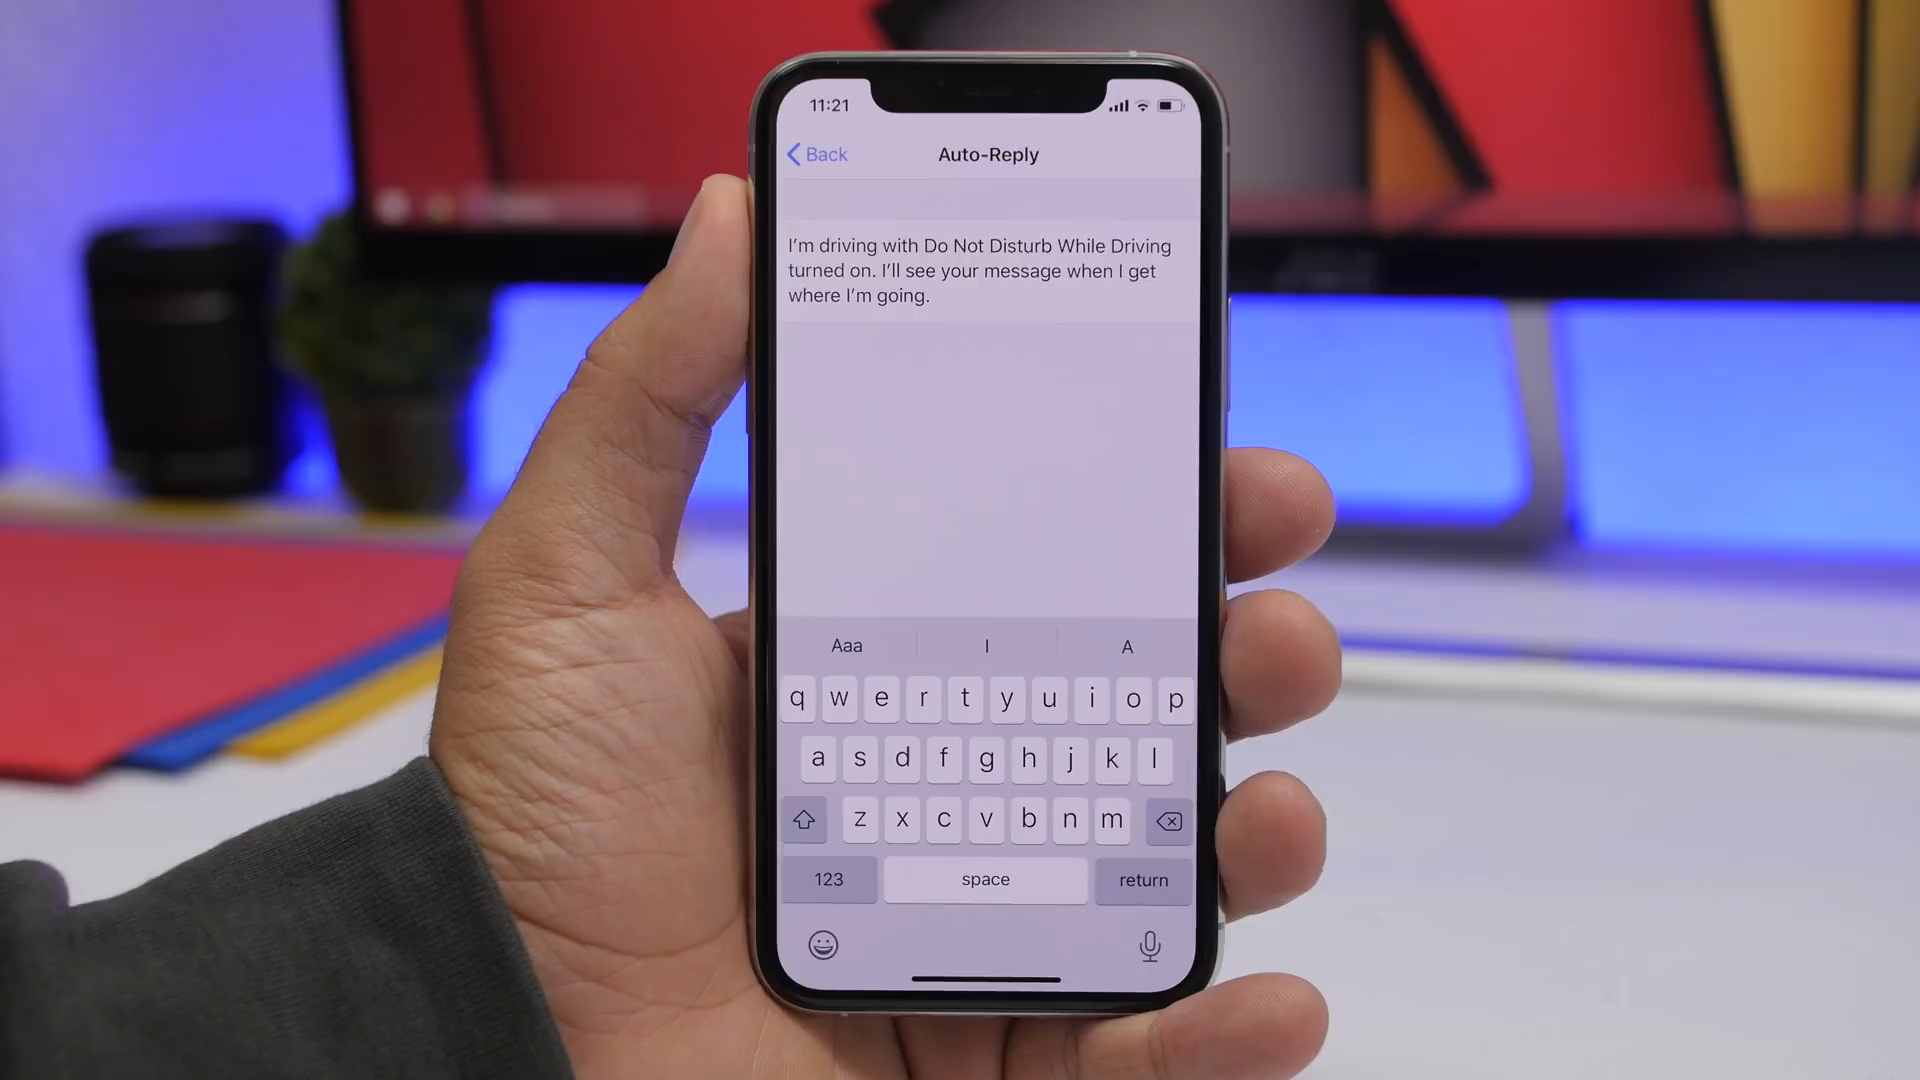 11:21
Back
Auto-Reply
I'm driving with Do Not Disturb While Driving
turned on. I'll see your message when I get
where I'm going.
Aaa I A
q w e r t y u i o p
a s d f g h j k l
z x c v b n m
123 space return